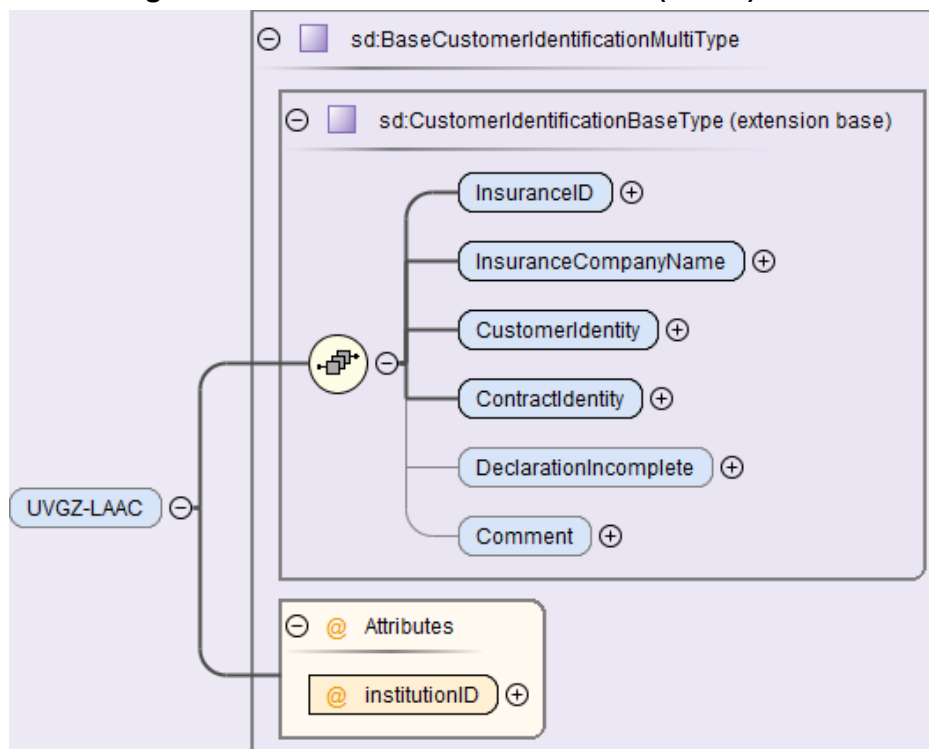 sd:BaseCustomerIdentificationMultiType
sd:CustomerIdentificationBaseType (extension base)
InsuranceID
InsuranceCompanyName
CustomerIdentity
ContractIdentity
DeclarationIncomplete
Comment
UVGZ-LAAC
@ Attributes
@ institutionID